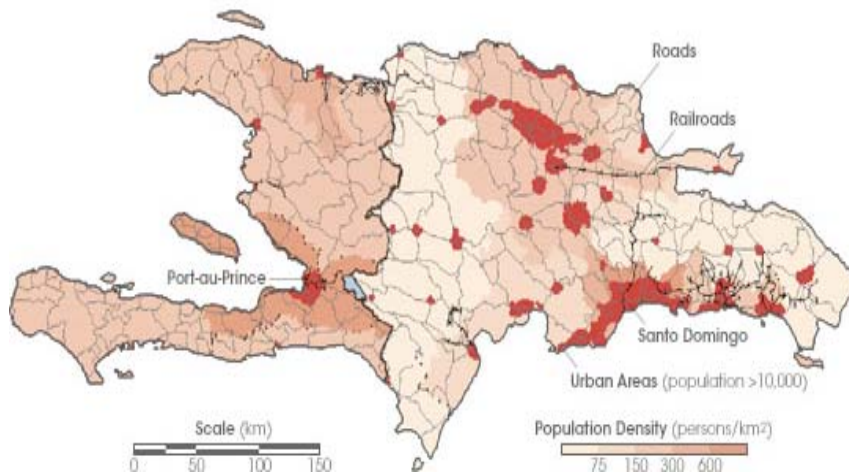 Roads
Railroads
Port-au-Prince
Santo Domingo
Urban Areas (population >10,000)
Scale (km)
0 50 100 150
Population Density (persons/km²)
75 150 300 600